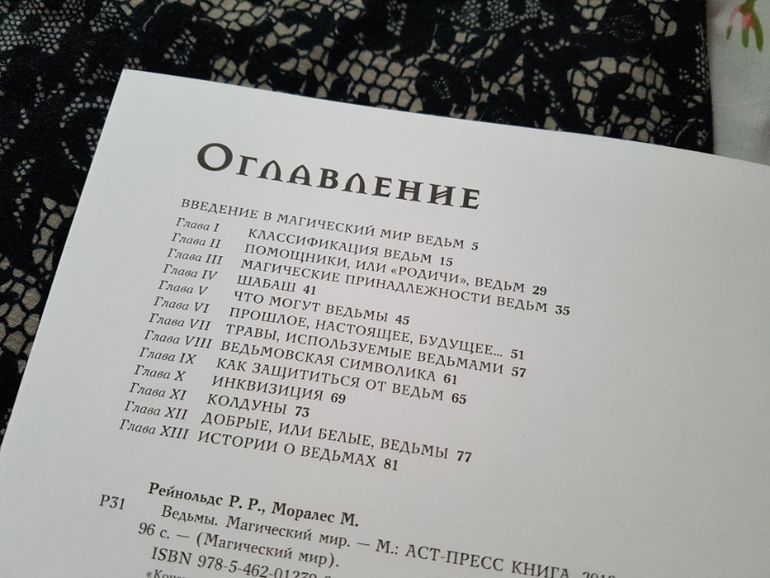 ОГЛАВЛЕНИЕ
ВВЕДЕНИЕ В МАГИЧЕСКИЙ МИР ВЕДЬМ 5
Глава I КЛАССИФИКАЦИЯ ВЕДЬМ 15
Глава II ПОМОЩНИКИ, ИЛИ «РОДИЧИ», ВЕДЬМ 29
Глава III МАГИЧЕСКИЕ ПРИНАДЛЕЖНОСТИ ВЕДЬМ 35
Глава IV ШАБАШ 41
Глава V ЧТО МОГУТ ВЕДЬМЫ 45
Глава VI ПРОШЛОЕ, НАСТОЯЩЕЕ, БУДУЩЕЕ... 51
Глава VII ТРАВЫ, ИСПОЛЬЗУЕМЫЕ ВЕДЬМАМИ 57
Глава VIII ВЕДЬМОВСКАЯ СИМВОЛИКА 61
Глава IX КАК ЗАЩИТИТЬСЯ ОТ ВЕДЬМ 65
Глава X ИНКВИЗИЦИЯ 69
Глава XI КОЛДУНЫ 73
Глава XII ДОБРЫЕ, ИЛИ БЕЛЫЕ, ВЕДЬМЫ 77
Глава XIII ИСТОРИИ О ВЕДЬМАХ 81
Рейнольдс Р. Р., Моралес М.
Р31 Ведьмы. Магический мир. — М.: АСТ-ПРЕСС КНИГА,
96 с. — (Магический мир).
ISBN 978-5-462-01270